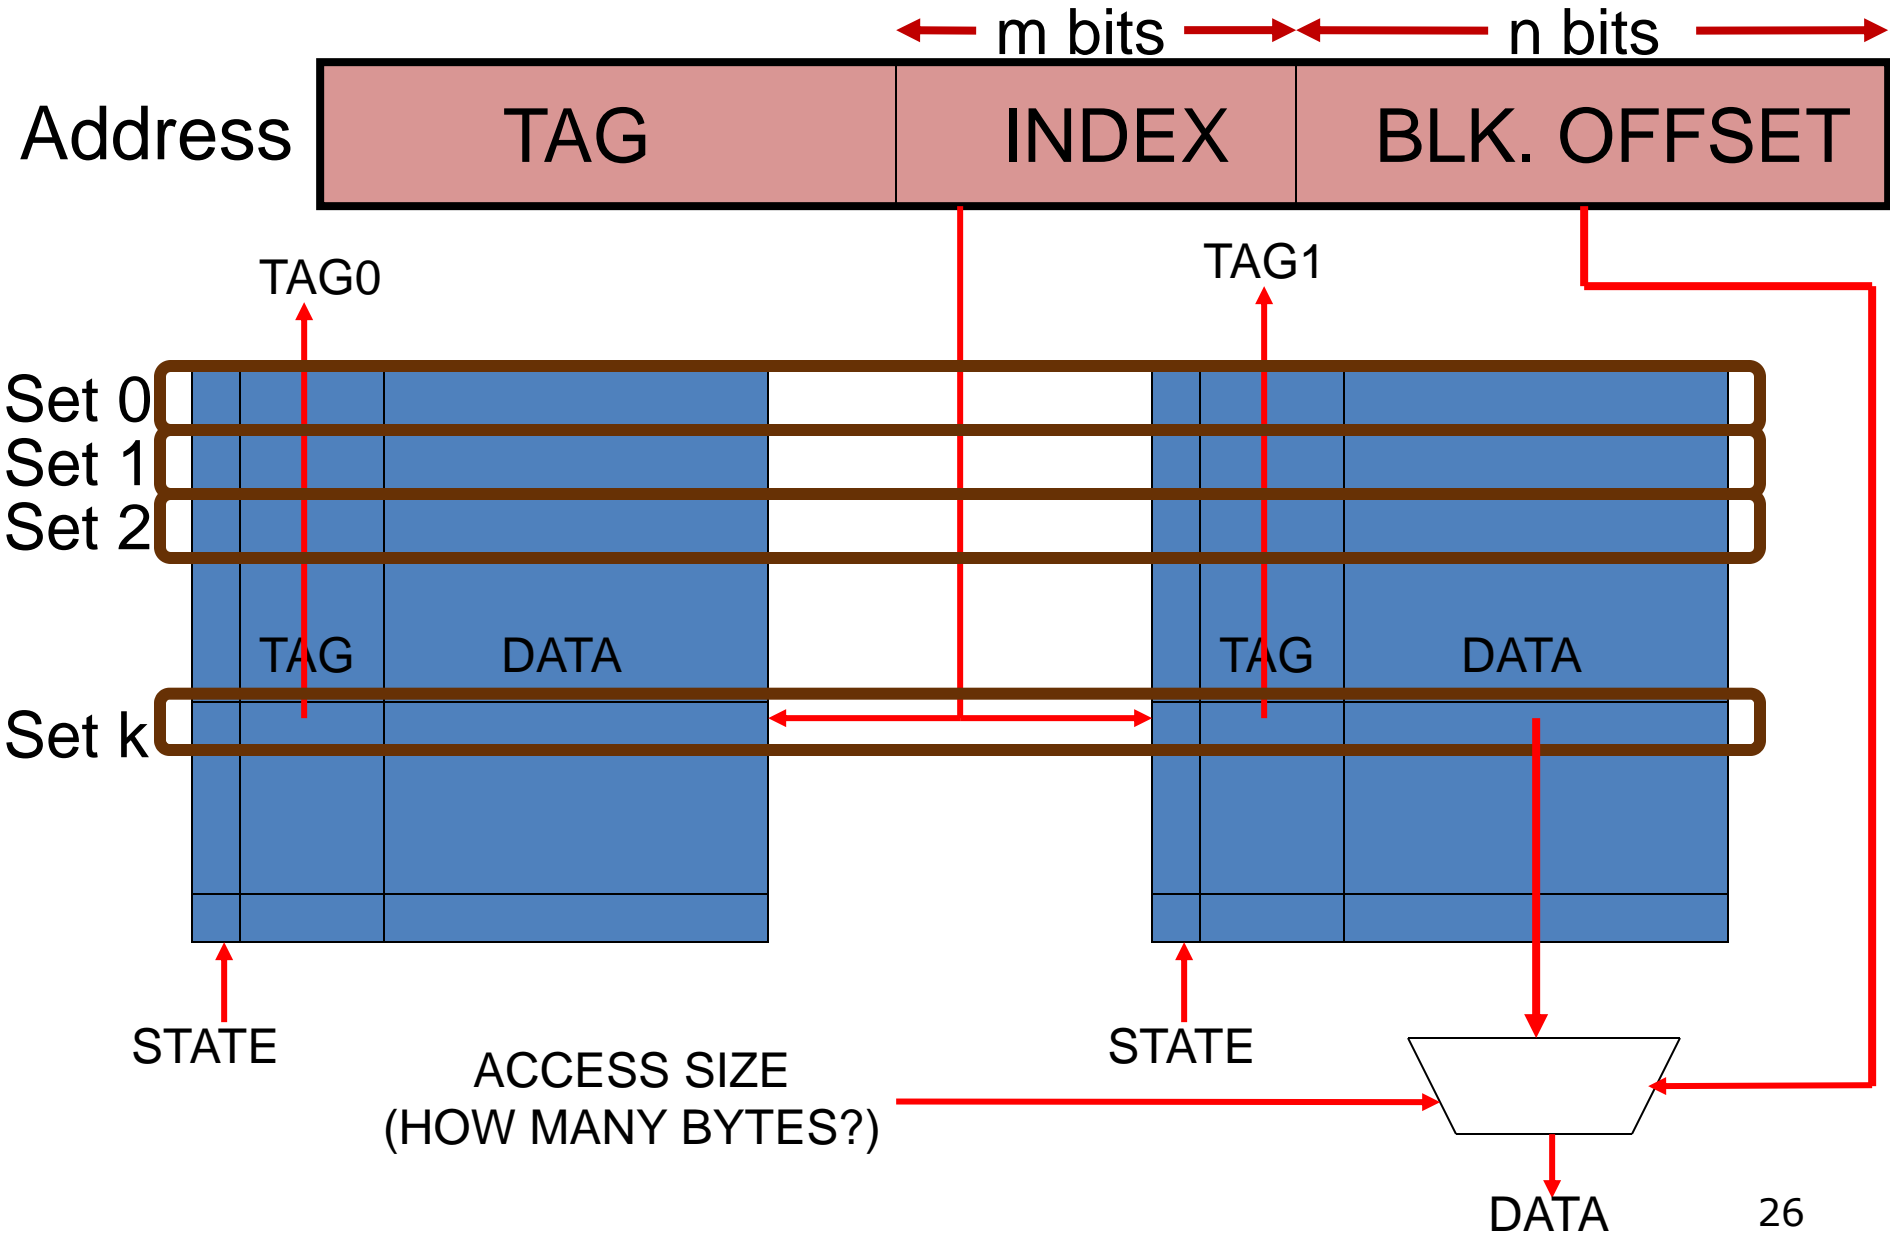 m bits
n bits
Address
TAG
INDEX
BLK. OFFSET
TAG0
TAG1
Set 0
Set 1
Set 2
TAG
DATA
TAG
DATA
Set k
STATE
STATE
ACCESS SIZE
(HOW MANY BYTES?)
DATA
26